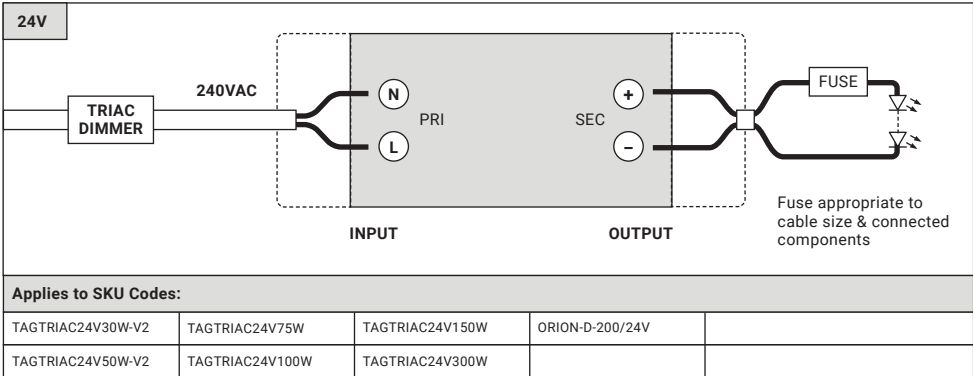 24V
240VAC
TRIAC
DIMMER
N
L
PRI
SEC
+
−
FUSE
INPUT
OUTPUT
Fuse appropriate to
cable size & connected
components
Applies to SKU Codes:
TAGTRIAC24V30W-V2 TAGTRIAC24V75W TAGTRIAC24V150W ORION-D-200/24V
TAGTRIAC24V50W-V2 TAGTRIAC24V100W TAGTRIAC24V300W